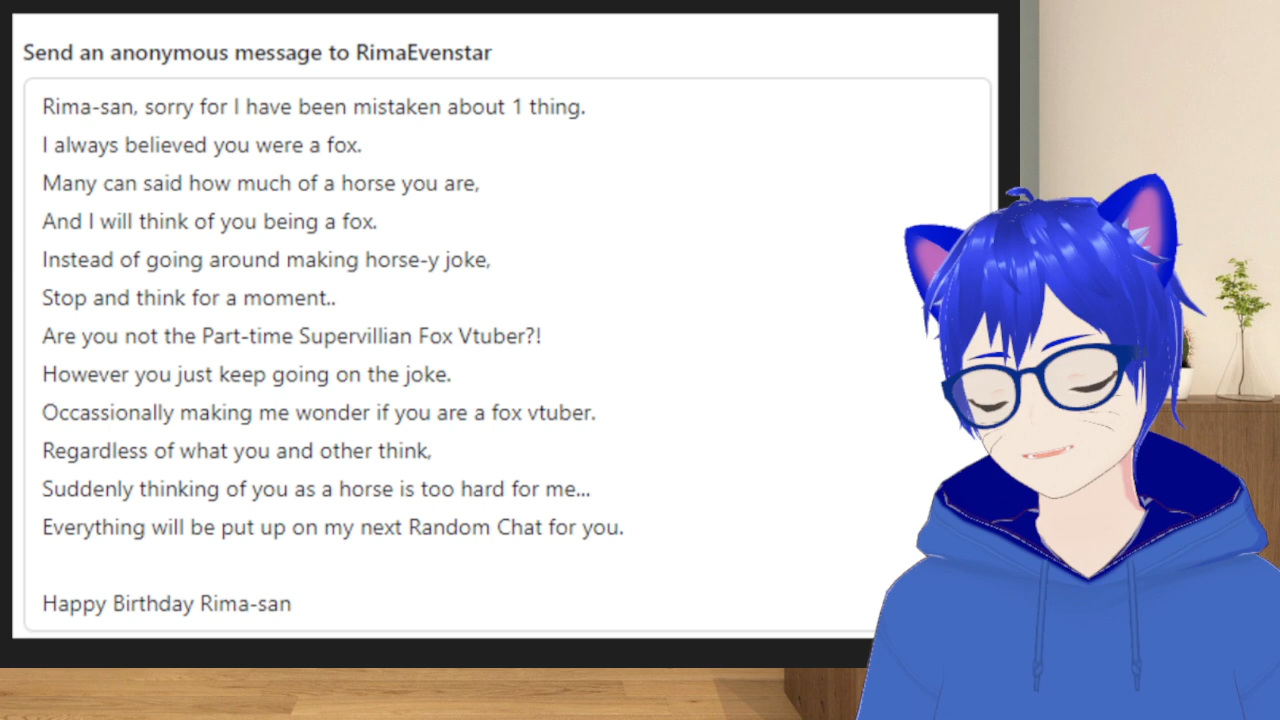 Send an anonymous message to RimaEvenstar
Rima-san, sorry for I have been mistaken about 1 thing.
I always believed you were a fox.
Many can said how much of a horse you are,
And I will think of you being a fox.
Instead of going around making horse-y joke,
Stop and think for a moment..
Are you not the Part-time Supervillian Fox Vtuber?!
However you just keep going on the joke.
Occassionally making me wonder if you are a fox vtuber.
Regardless of what you and other think,
Suddenly thinking of you as a horse is too hard for me...
Everything will be put up on my next Random Chat for you.
Happy Birthday Rima-san